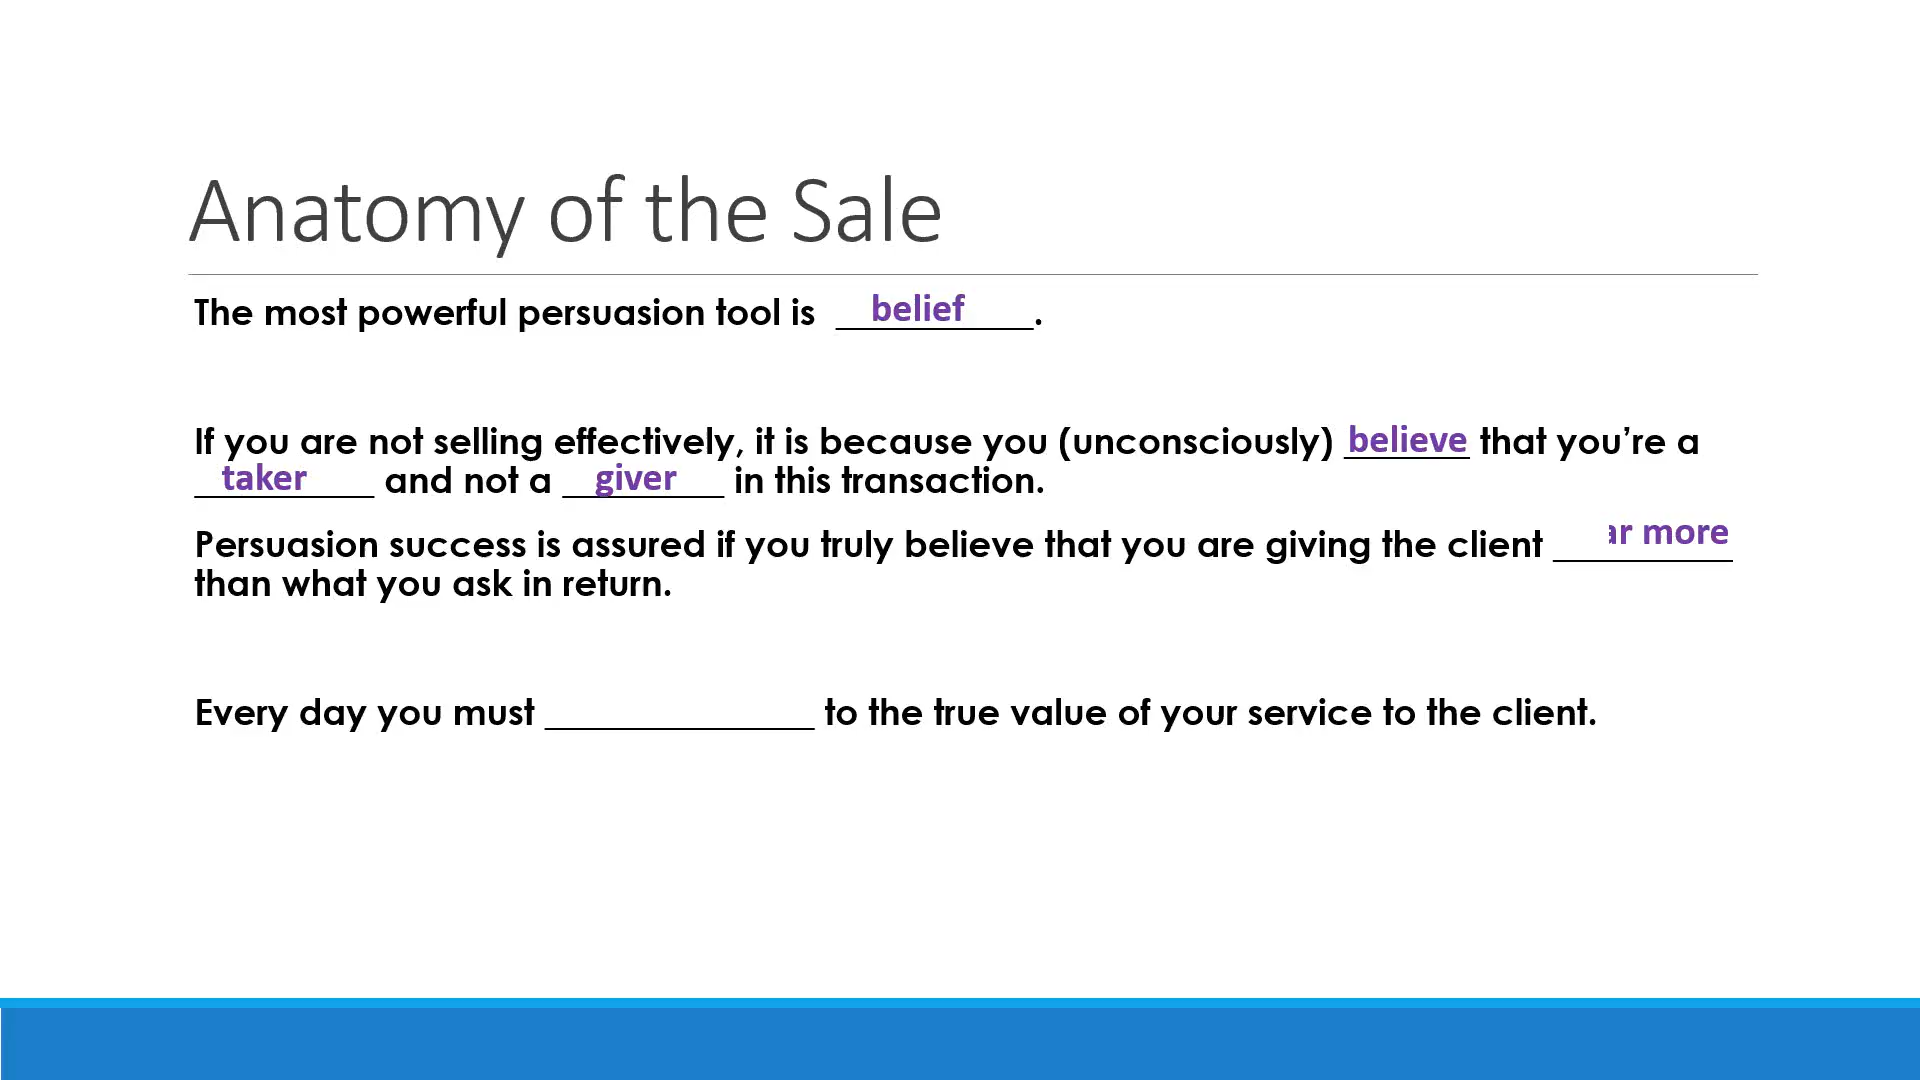 Anatomy of the Sale
The most powerful persuasion tool is belief.
If you are not selling effectively, it is because you (unconsciously) believe that you’re a
taker and not a giver in this transaction.
Persuasion success is assured if you truly believe that you are giving the client ar more
than what you ask in return.
Every day you must _______________ to the true value of your service to the client.